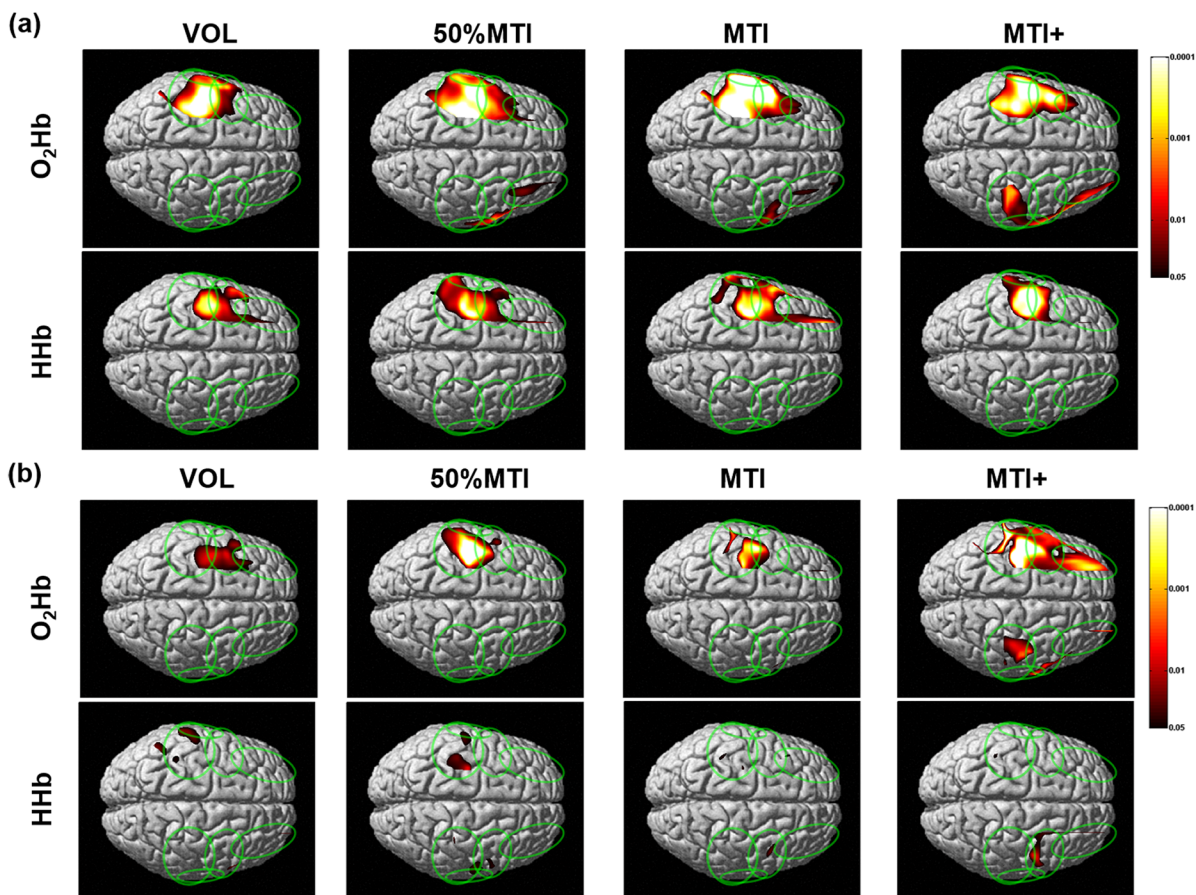 (a)
VOL 50%MTI MTI MTI+
O₂Hb
0.0001
0.001
0.01
0.05
HHb
(b)
VOL 50%MTI MTI MTI+
O₂Hb
0.0001
0.001
0.01
0.05
HHb